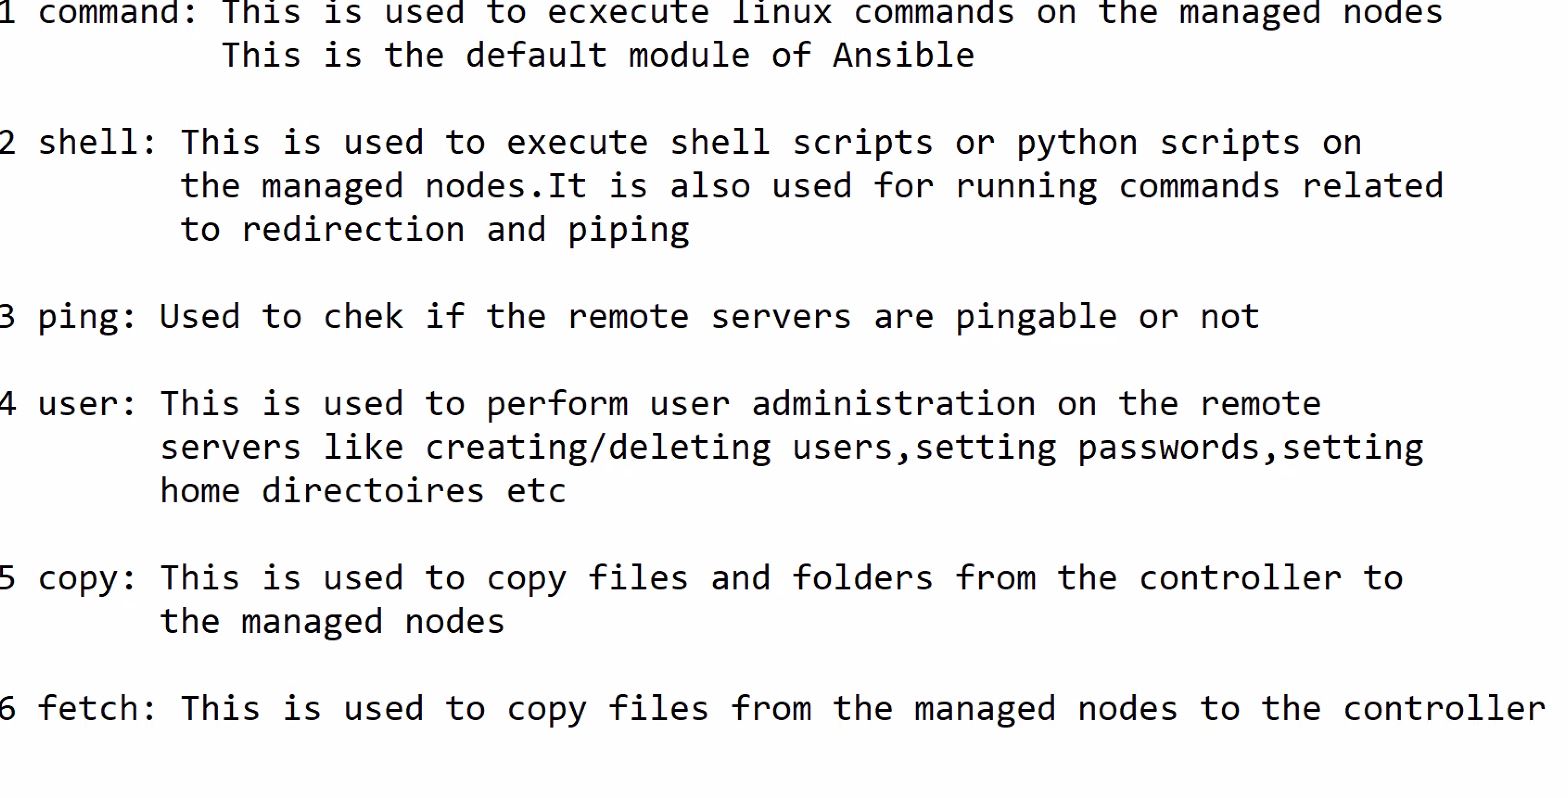 1 command: This is used to ecxecute linux commands on the managed nodes
This is the default module of Ansible
2 shell: This is used to execute shell scripts or python scripts on
the managed nodes.It is also used for running commands related
to redirection and piping
3 ping: Used to chek if the remote servers are pingable or not
4 user: This is used to perform user administration on the remote
servers like creating/deleting users,setting passwords,setting
home directoires etc
5 copy: This is used to copy files and folders from the controller to
the managed nodes
6 fetch: This is used to copy files from the managed nodes to the controller